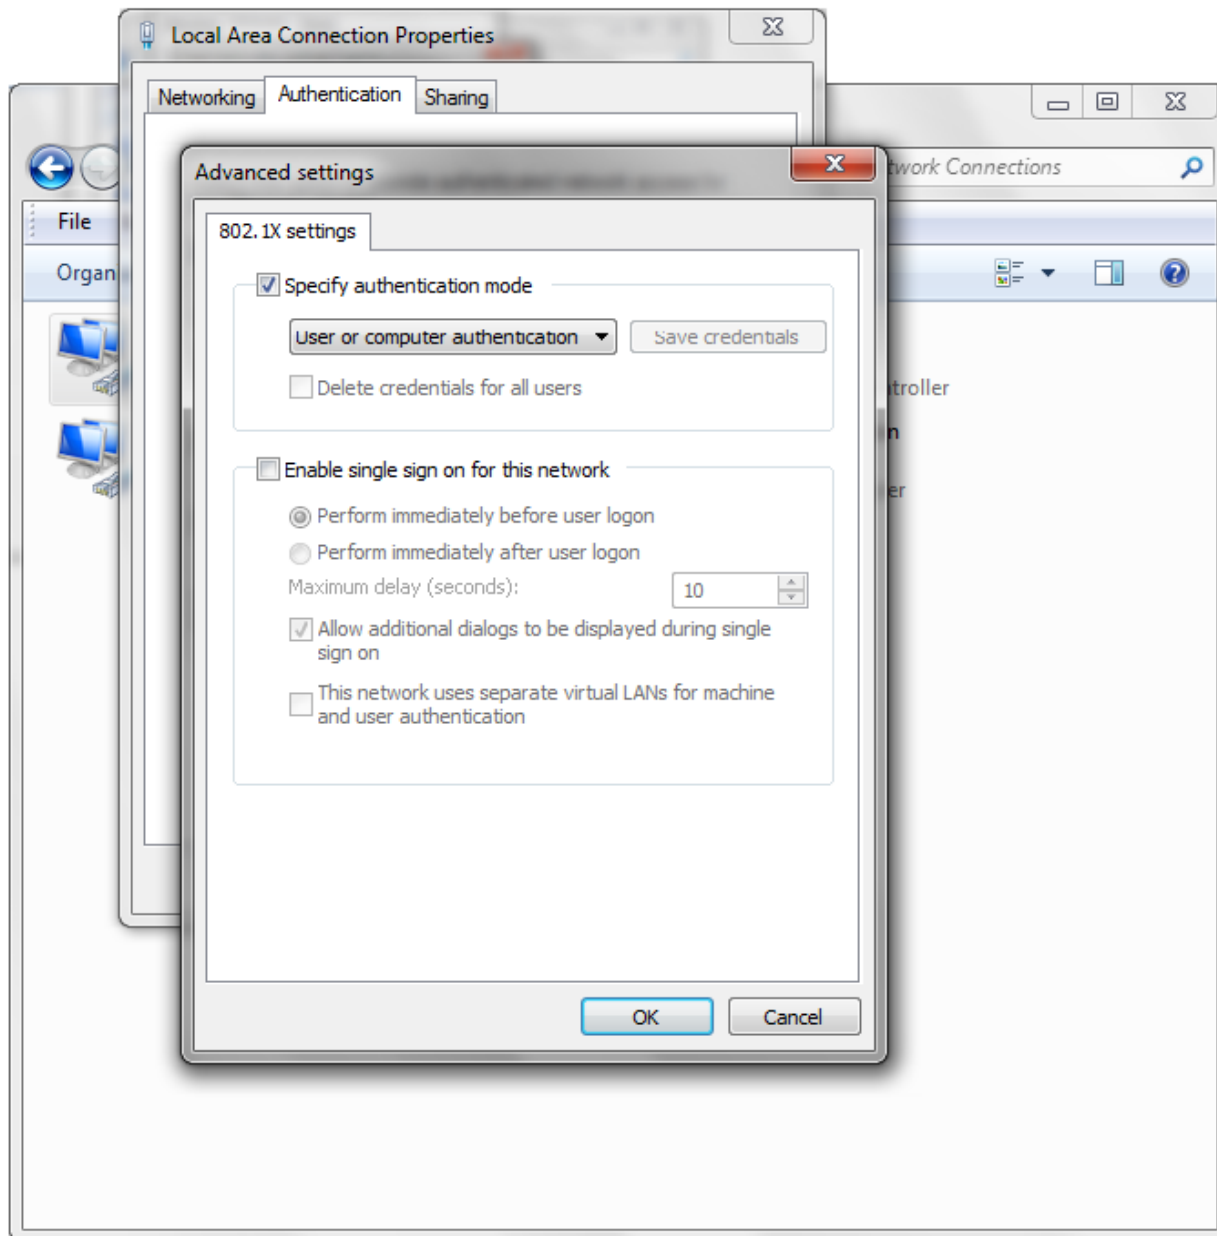 Local Area Connection Properties
Networking Authentication Sharing
Advanced settings
twork Connections
File
802.1X settings
Organ
Specify authentication mode
User or computer authentication Save credentials
Delete credentials for all users
troller
n
Enable single sign on for this network
er
Perform immediately before user logon
Perform immediately after user logon
Maximum delay (seconds): 10
Allow additional dialogs to be displayed during single
sign on
This network uses separate virtual LANs for machine
and user authentication
OK Cancel